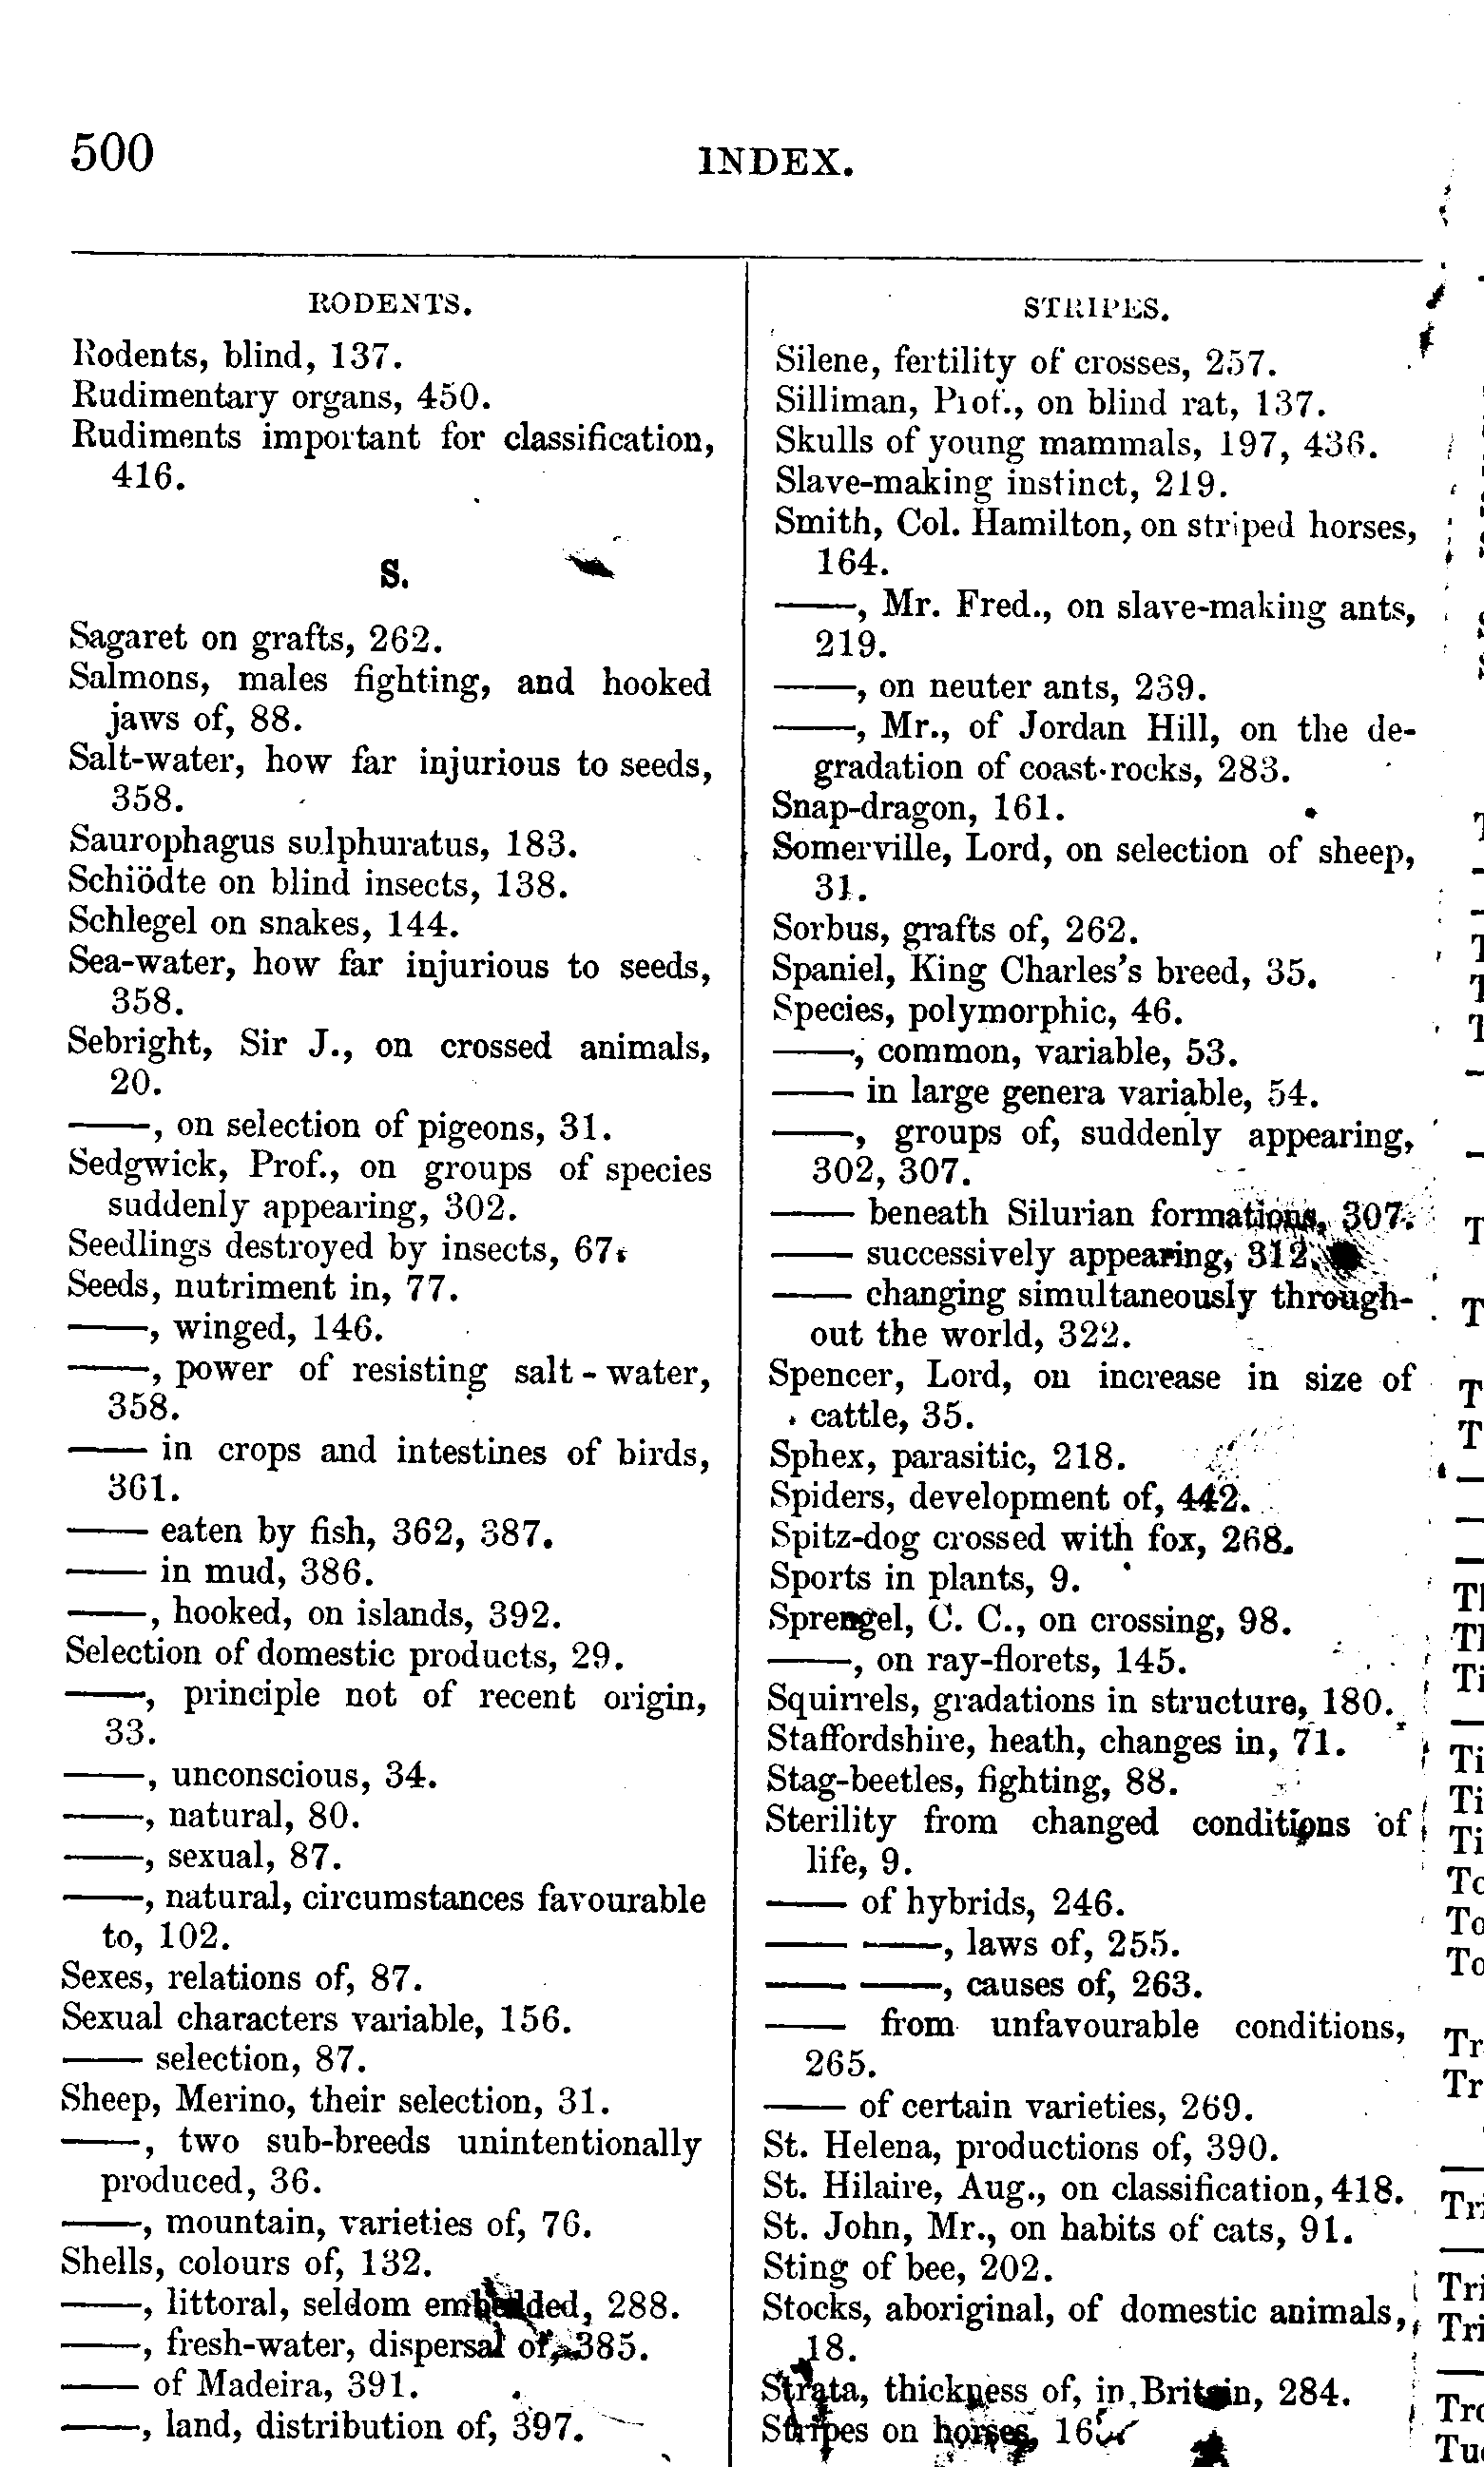 500
INDEX.
RODENTS.
Rodents, blind, 137.
Rudimentary organs, 450.
Rudiments important for classification,
416.
S.
Sagaret on grafts, 262.
Salmons, males fighting, and hooked
jaws of, 88.
Salt-water, how far injurious to seeds,
358.
Saurophagus sulphuratus, 183.
Schiödte on blind insects, 138.
Schlegel on snakes, 144.
Sea-water, how far injurious to seeds,
358.
Sebright, Sir J., on crossed animals,
20.
——, on selection of pigeons, 31.
Sedgwick, Prof., on groups of species
suddenly appearing, 302.
Seedlings destroyed by insects, 67.
Seeds, nutriment in, 77.
——, winged, 146.
——, power of resisting salt-water,
358.
—— in crops and intestines of birds,
361.
—— eaten by fish, 362, 387.
—— in mud, 386.
——, hooked, on islands, 392.
Selection of domestic products, 29.
——, principle not of recent origin,
33.
——, unconscious, 34.
——, natural, 80.
——, sexual, 87.
——, natural, circumstances favourable
to, 102.
Sexes, relations of, 87.
Sexual characters variable, 156.
—— selection, 87.
Sheep, Merino, their selection, 31.
——, two sub-breeds unintentionally
produced, 36.
——, mountain, varieties of, 76.
Shells, colours of, 132.
——, littoral, seldom embedded, 288.
——, fresh-water, dispersal of, 385.
—— of Madeira, 391.
——, land, distribution of, 397.
STRIPES.
Silene, fertility of crosses, 257.
Silliman, Prof., on blind rat, 137.
Skulls of young mammals, 197, 436.
Slave-making instinct, 219.
Smith, Col. Hamilton, on striped horses,
164.
——, Mr. Fred., on slave-making ants,
219.
——, on neuter ants, 239.
——, Mr., of Jordan Hill, on the de-
gradation of coast-rocks, 283.
Snap-dragon, 161.
Somerville, Lord, on selection of sheep,
31.
Sorbus, grafts of, 262.
Spaniel, King Charles's breed, 35.
Species, polymorphic, 46.
——, common, variable, 53.
—— in large genera variable, 54.
——, groups of, suddenly appearing,
302, 307.
—— beneath Silurian formations, 307.
—— successively appearing, 312.
—— changing simultaneously through-
out the world, 322.
Spencer, Lord, on increase in size of
cattle, 35.
Sphex, parasitic, 218.
Spiders, development of, 442.
Spitz-dog crossed with fox, 268.
Sports in plants, 9.
Sprengel, C. C., on crossing, 98.
——, on ray-florets, 145.
Squirrels, gradations in structure, 180.
Staffordshire, heath, changes in, 71.
Stag-beetles, fighting, 88.
Sterility from changed conditions of
life, 9.
—— of hybrids, 246.
—— ——, laws of, 255.
—— ——, causes of, 263.
—— from unfavourable conditions,
265.
—— of certain varieties, 269.
St. Helena, productions of, 390.
St. Hilaire, Aug., on classification, 418.
St. John, Mr., on habits of cats, 91.
Sting of bee, 202.
Stocks, aboriginal, of domestic animals,
18.
Strata, thickness of, in Britain, 284.
Stripes on horses,